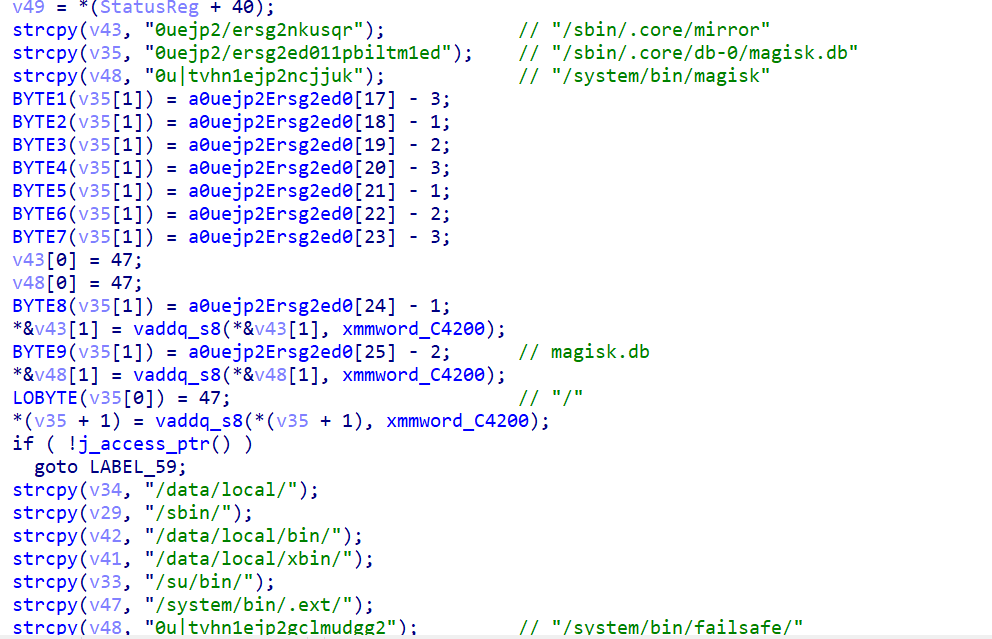 v49 = *(StatusReg + 40);
strcpy(v43, "0uejp2/ersg2nkusqr"); // "/sbin/.core/mirror"
strcpy(v35, "0uejp2/ersg2ed011pbiltm1ed"); // "/sbin/.core/db-0/magisk.db"
strcpy(v48, "0u|tvhn1ejp2ncjjuk"); // "/system/bin/magisk"
BYTE1(v35[1]) = a0uejp2Ersg2ed0[17] - 3;
BYTE2(v35[1]) = a0uejp2Ersg2ed0[18] - 1;
BYTE3(v35[1]) = a0uejp2Ersg2ed0[19] - 2;
BYTE4(v35[1]) = a0uejp2Ersg2ed0[20] - 3;
BYTE5(v35[1]) = a0uejp2Ersg2ed0[21] - 1;
BYTE6(v35[1]) = a0uejp2Ersg2ed0[22] - 2;
BYTE7(v35[1]) = a0uejp2Ersg2ed0[23] - 3;
v43[0] = 47;
v48[0] = 47;
BYTE8(v35[1]) = a0uejp2Ersg2ed0[24] - 1;
*&v43[1] = vaddq_s8(*&v43[1], xmmword_C4200);
BYTE9(v35[1]) = a0uejp2Ersg2ed0[25] - 2; // magisk.db
*&v48[1] = vaddq_s8(*&v48[1], xmmword_C4200);
LOBYTE(v35[0]) = 47; // "/"
*(v35 + 1) = vaddq_s8(*(v35 + 1), xmmword_C4200);
if ( !j_access_ptr() )
goto LABEL_59;
strcpy(v34, "/data/local/");
strcpy(v29, "/sbin/");
strcpy(v42, "/data/local/bin/");
strcpy(v41, "/data/local/xbin/");
strcpy(v33, "/su/bin/");
strcpy(v47, "/system/bin/.ext/");
strcpy(v48, "0u|tvhn1ejp2gclmudgg2"); // "/system/bin/failsafe/"